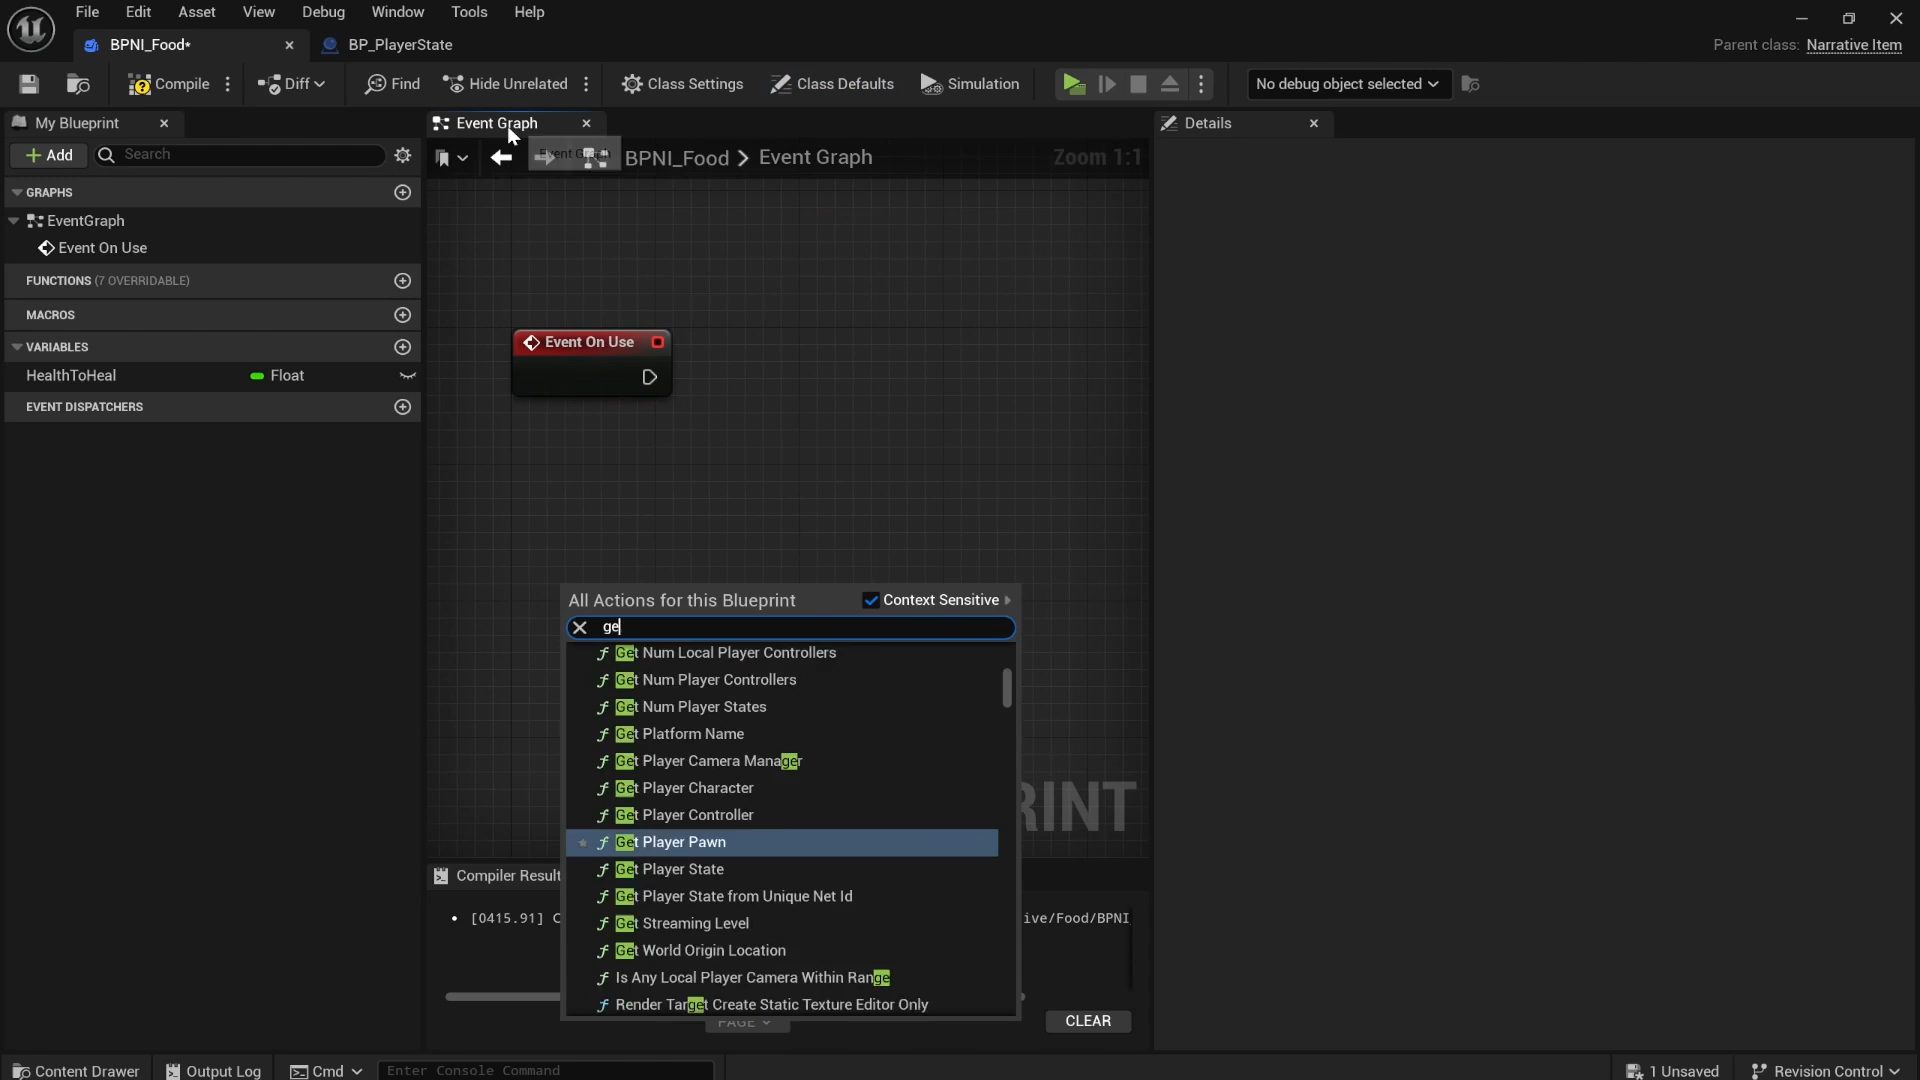 File Edit Asset View Debug Window Tools Help
BPNI_Food* BP_PlayerState
Parent class: Narrative Item
Compile Diff Find Hide Unrelated Class Settings Class Defaults Simulation No debug object selected
My Blueprint Event Graph Details
Add Search
Event Graph BPNI_Food > Event Graph Zoom 1:1
GRAPHS
EventGraph
Event On Use
FUNCTIONS (7 OVERRIDABLE)
MACROS
VARIABLES
HealthToHeal Float
EVENT DISPATCHERS
Event On Use
All Actions for this Blueprint Context Sensitive
ge
Get Num Local Player Controllers
Get Num Player Controllers
Get Num Player States
Get Platform Name
Get Player Camera Manager
Get Player Character
Get Player Controller
Get Player Pawn
Get Player State
Get Player State from Unique Net Id
Get Streaming Level
Get World Origin Location
Is Any Local Player Camera Within Range
Render Target Create Static Texture Editor Only
RINT
Compiler Result
[0415.91] C ive/Food/BPNI
PAGE CLEAR
Content Drawer Output Log Cmd Enter Console Command 1 Unsaved Revision Control